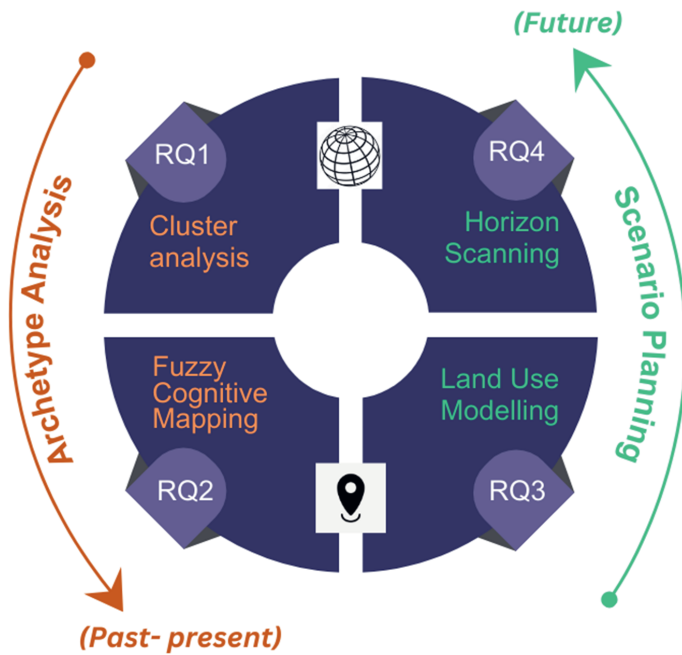 (Future)
RQ1
RQ4
Cluster
analysis
Horizon
Scanning
Archetype Analysis
Scenario Planning
Fuzzy
Cognitive
Mapping
Land Use
Modelling
RQ2
RQ3
(Past- present)